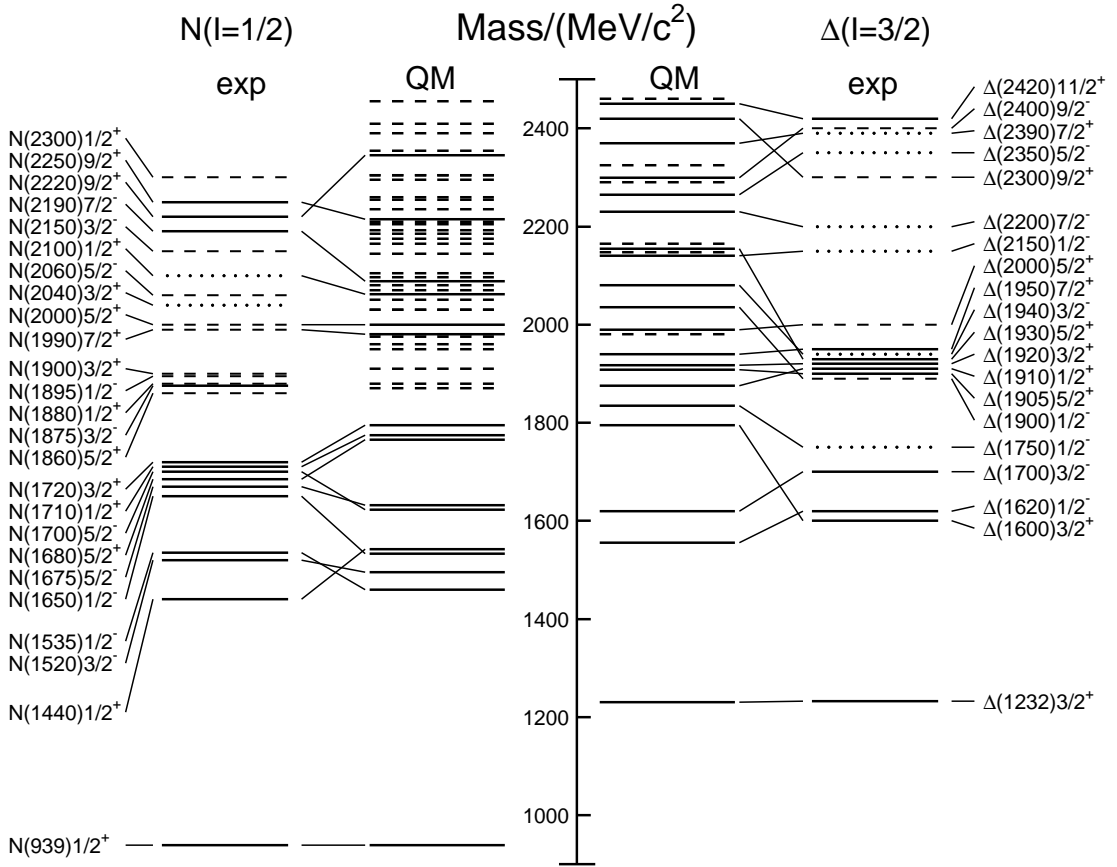 N(I=1/2) Mass/(MeV/c²) Δ(I=3/2)
exp QM QM exp
N(2300)1/2⁺
N(2250)9/2⁺
N(2220)9/2⁺
N(2190)7/2⁻
N(2150)3/2⁻
N(2100)1/2⁺
N(2060)5/2⁻
N(2040)3/2⁺
N(2000)5/2⁺
N(1990)7/2⁺
N(1900)3/2⁺
N(1895)1/2⁻
N(1880)1/2⁺
N(1875)3/2⁻
N(1860)5/2⁺
N(1720)3/2⁺
N(1710)1/2⁺
N(1700)5/2⁻
N(1680)5/2⁺
N(1675)5/2⁻
N(1650)1/2⁻
N(1535)1/2⁻
N(1520)3/2⁻
N(1440)1/2⁺
N(939)1/2⁺
2400
2200
2000
1800
1600
1400
1200
1000
Δ(2420)11/2⁺
Δ(2400)9/2⁻
Δ(2390)7/2⁺
Δ(2350)5/2⁻
Δ(2300)9/2⁺
Δ(2200)7/2⁻
Δ(2150)1/2⁻
Δ(2000)5/2⁺
Δ(1950)7/2⁺
Δ(1940)3/2⁻
Δ(1930)5/2⁺
Δ(1920)3/2⁺
Δ(1910)1/2⁺
Δ(1905)5/2⁺
Δ(1900)1/2⁻
Δ(1750)1/2⁻
Δ(1700)3/2⁻
Δ(1620)1/2⁻
Δ(1600)3/2⁺
Δ(1232)3/2⁺